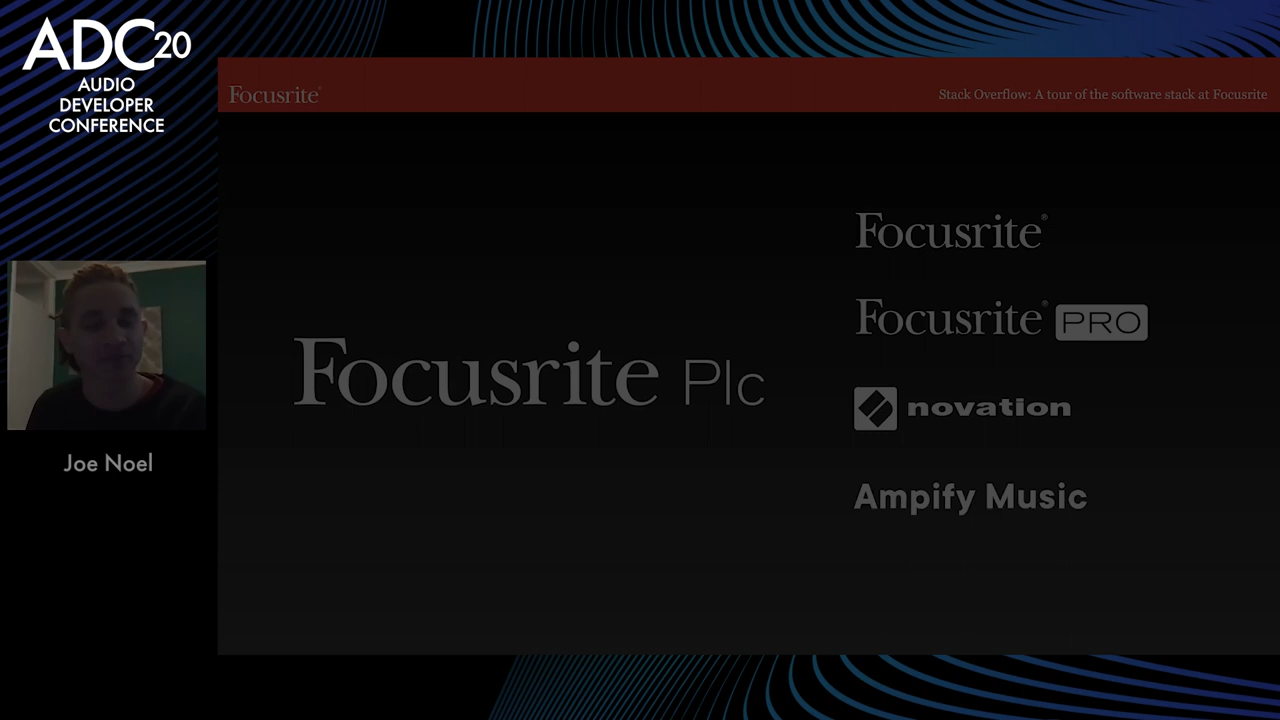 ADC20
AUDIO
DEVELOPER
CONFERENCE
Focusrite®
Stack Overflow: A tour of the software stack at Focusrite
Focusrite Plc
Focusrite®
Focusrite® PRO
novation
Ampify Music
Joe Noel